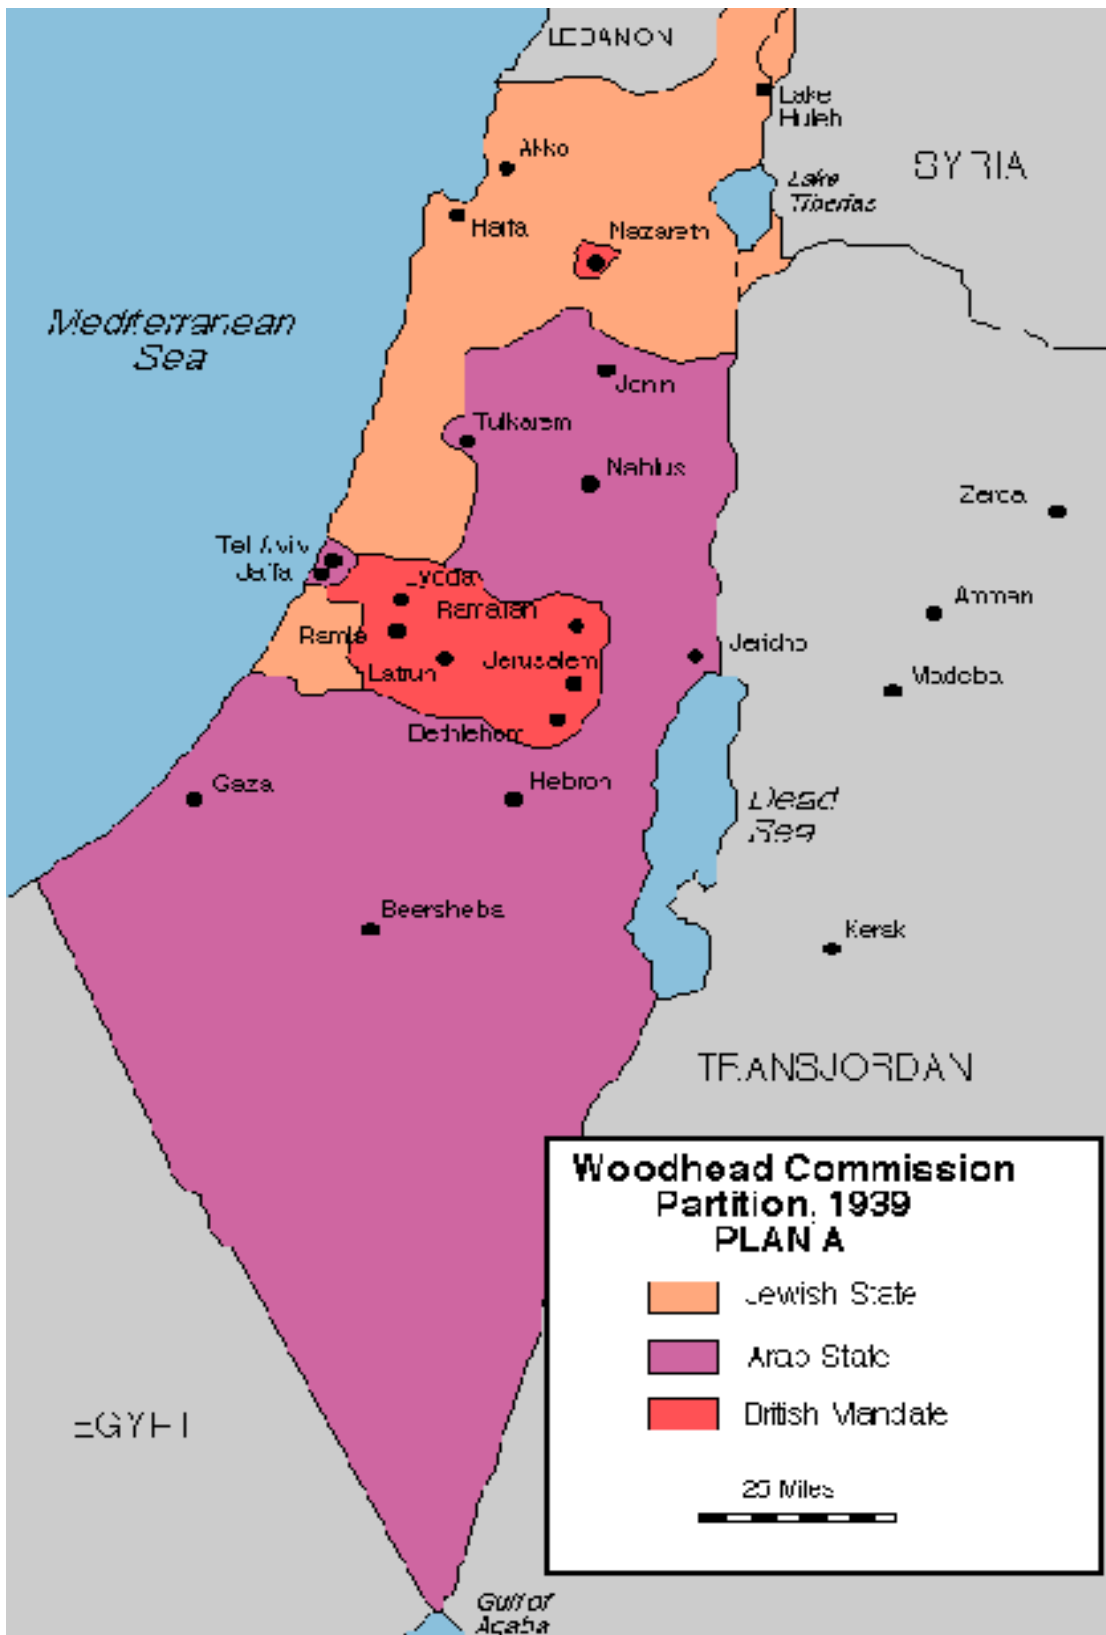 LEBANON
Lake
Huleh
SYRIA
Akko
Lake
Tiberias
Haifa
Nazareth
Mediterranean
Sea
Jenin
Tulkarem
Nablus
Zerqa
Tel Aviv
Jaffa
Lydda
Ramallah
Amman
Ramle
Latrun
Jerusalem
Jericho
Madeba
Bethlehem
Gaza
Hebron
Dead
Sea
Beersheba
Kerak
TRANSJORDAN
Woodhead Commission
Partition, 1939
PLAN A
Jewish State
Arab State
British Mandate
EGYPT
25 Miles
Gulf of
Aqaba